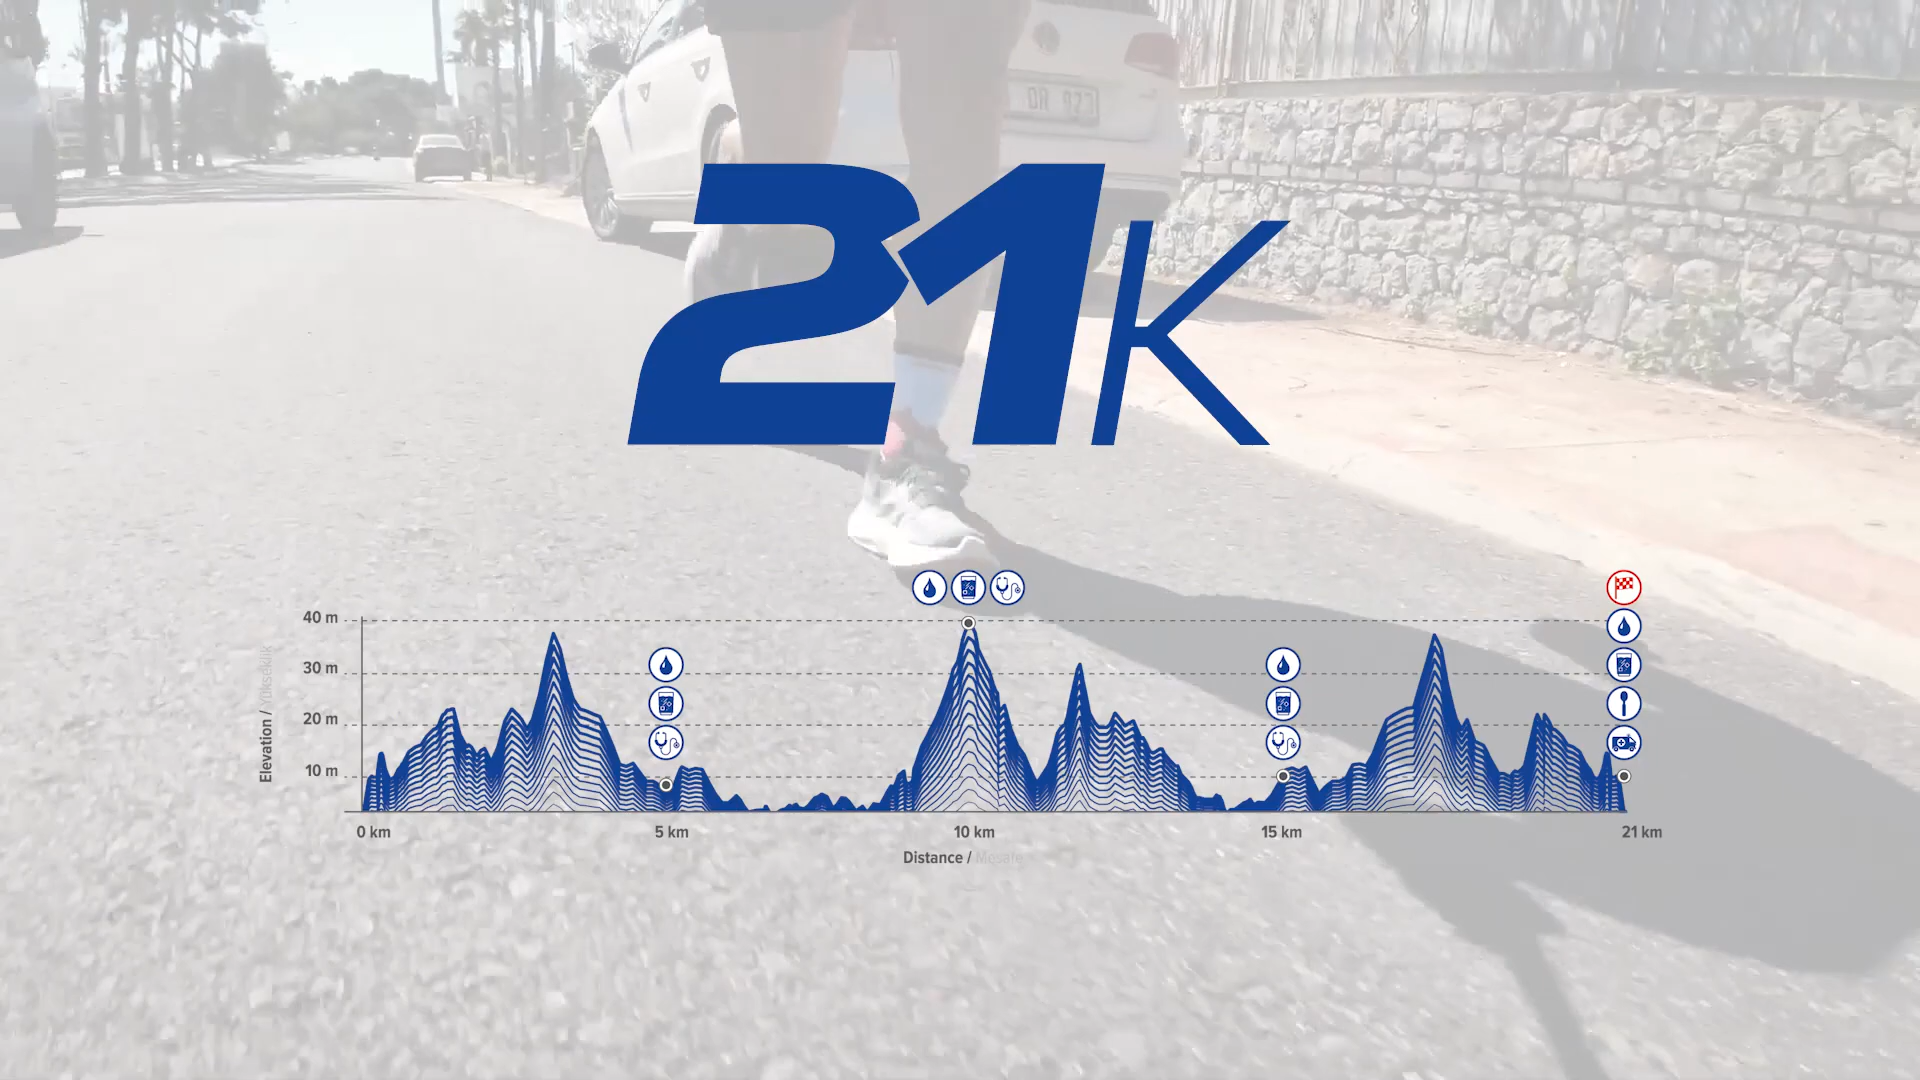 21K
40 m
30 m
20 m
10 m
Elevation / Yükseklik
0 km
5 km
10 km
15 km
21 km
Distance / Mesafe